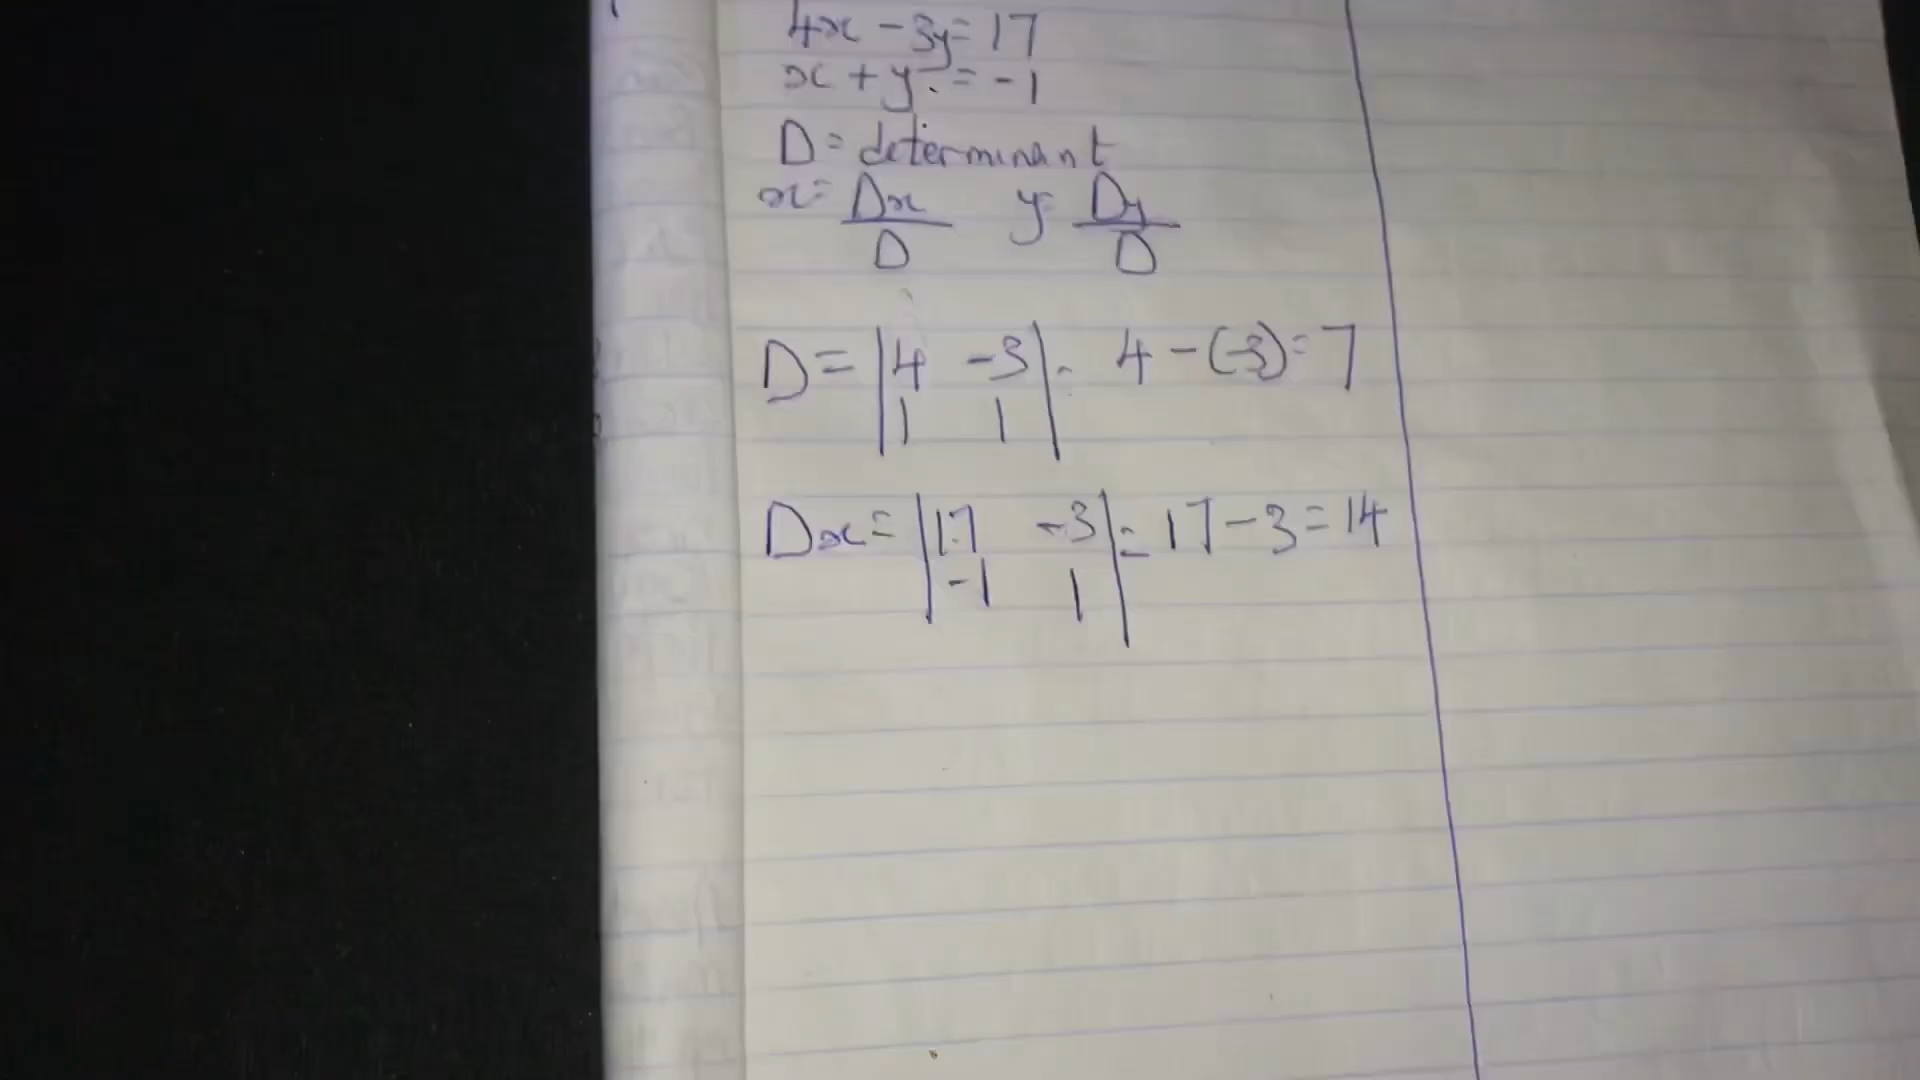 4x - 3y = 17
x + y = -1
D = determinant
x = Dx/D y = Dy/D
D = |4 -3| = 4 - (-3) = 7
|1 1|
Dx = |17 -3| = 17 - 3 = 14
|-1 1|